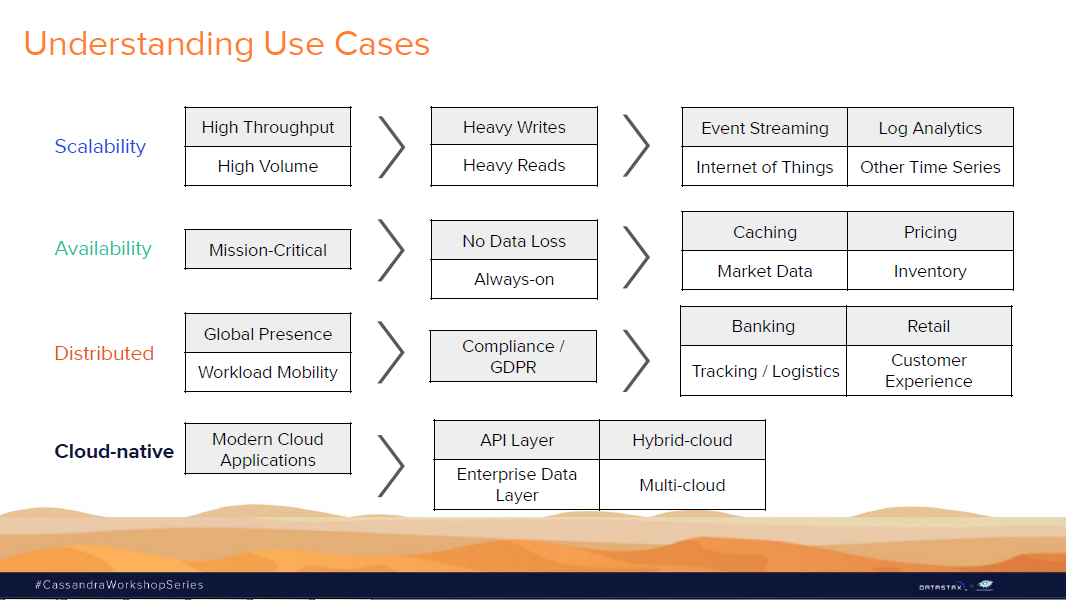 Understanding Use Cases
Scalability
High Throughput
High Volume
Heavy Writes
Heavy Reads
Event Streaming
Log Analytics
Internet of Things
Other Time Series
Availability
Mission-Critical
No Data Loss
Always-on
Caching
Pricing
Market Data
Inventory
Distributed
Global Presence
Workload Mobility
Compliance /
GDPR
Banking
Retail
Tracking / Logistics
Customer
Experience
Cloud-native
Modern Cloud
Applications
API Layer
Hybrid-cloud
Enterprise Data
Layer
Multi-cloud
#CassandraWorkshopSeries
DATASTAX
+